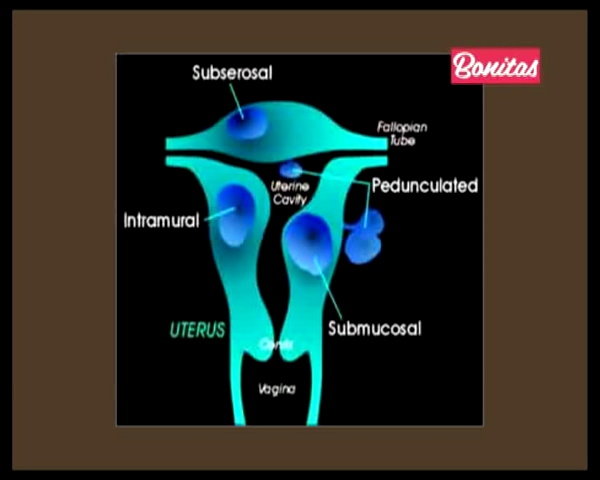 Bonitas
Subserosal
Fallopian
Tube
Uterine
Cavity
Pedunculated
Intramural
UTERUS
Submucosal
Cervix
Vagina